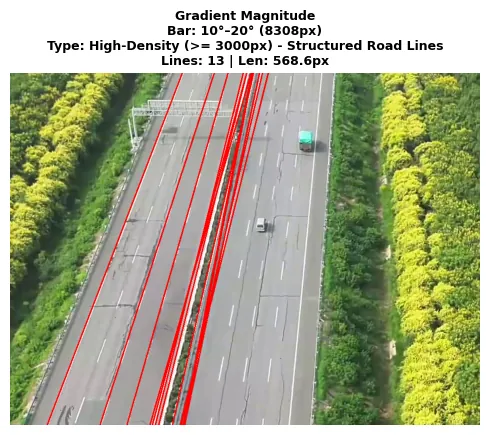 Gradient Magnitude
Bar: 10°–20° (8308px)
Type: High-Density (>= 3000px) - Structured Road Lines
Lines: 13 | Len: 568.6px